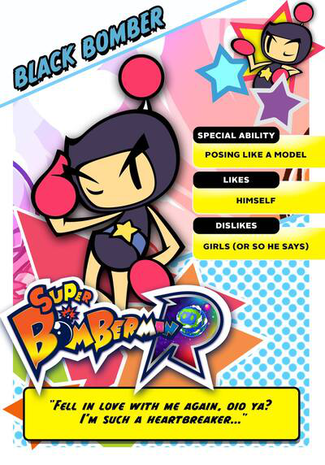 BLACK BOMBER
SPECIAL ABILITY
POSING LIKE A MODEL
LIKES
HIMSELF
DISLIKES
GIRLS (OR SO HE SAYS)
SUPER
BOMBERMAN R
"FELL IN LOVE WITH ME AGAIN, DID YA?
I'M SUCH A HEARTBREAKER..."